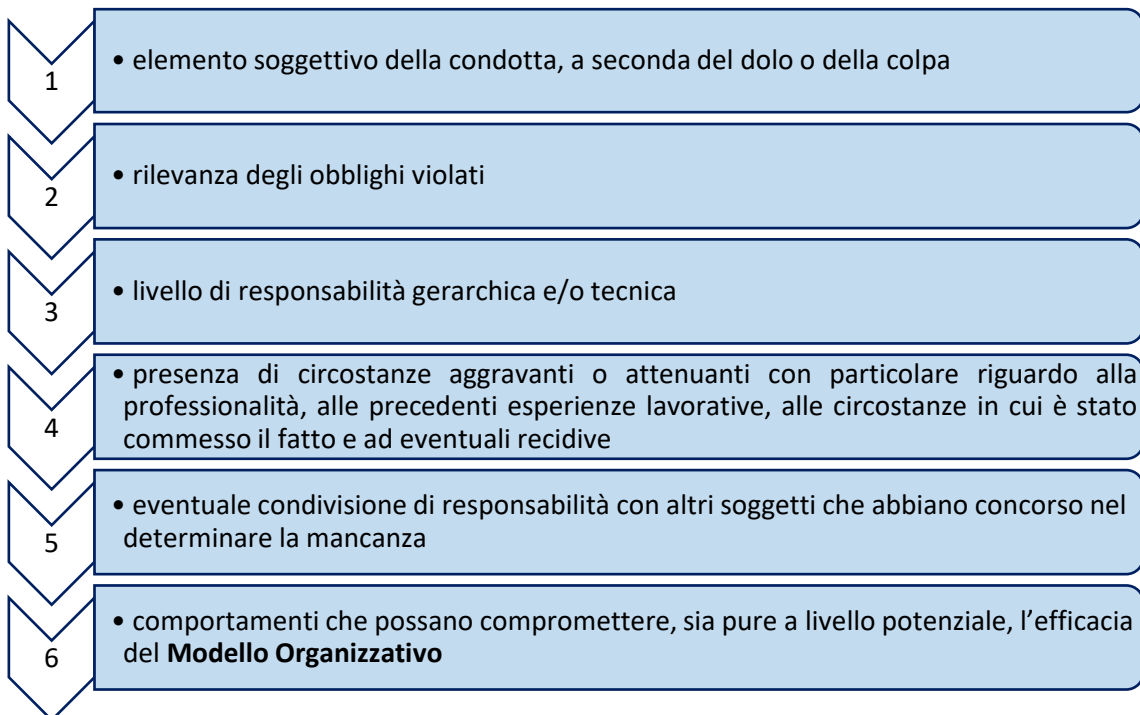 1
• elemento soggettivo della condotta, a seconda del dolo o della colpa
2
• rilevanza degli obblighi violati
3
• livello di responsabilità gerarchica e/o tecnica
4
• presenza di circostanze aggravanti o attenuanti con particolare riguardo alla
professionalità, alle precedenti esperienze lavorative, alle circostanze in cui è stato
commesso il fatto e ad eventuali recidive
5
• eventuale condivisione di responsabilità con altri soggetti che abbiano concorso nel
determinare la mancanza
6
• comportamenti che possano compromettere, sia pure a livello potenziale, l’efficacia
del Modello Organizzativo